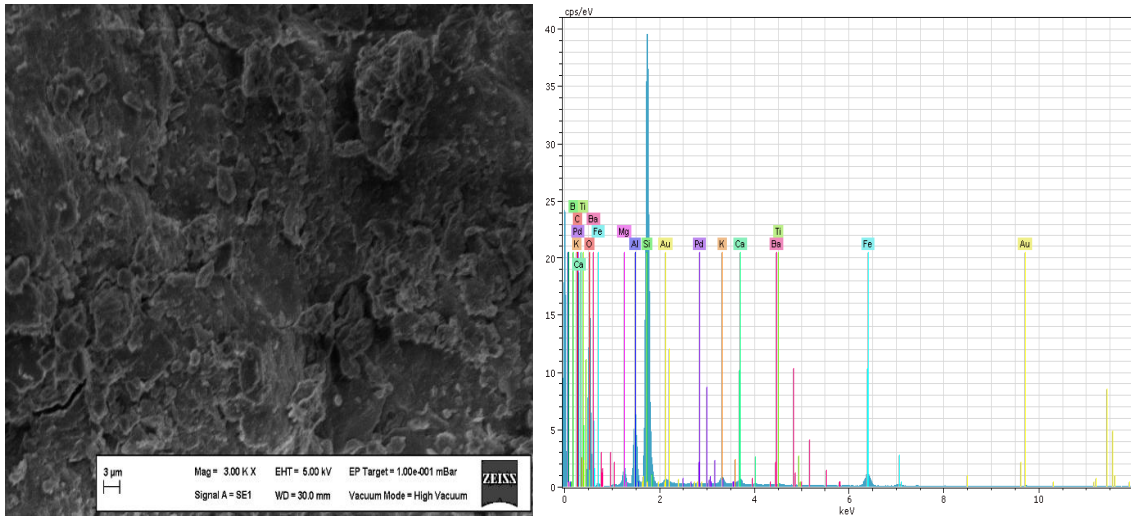 3 µm
Mag = 3.00 K X EHT = 5.00 kV EP Target = 1.00e-001 mBar
Signal A = SE1 WD = 30.0 mm Vacuum Mode = High Vacuum
ZEISS
cps/eV
40
35
30
25
20
15
10
5
0
B Ti
C Ba
Pd Fe Mg Al Si Au Pd K Ca Ti Ba Fe Au
K O
Ca
0 2 4 6 8 10
keV